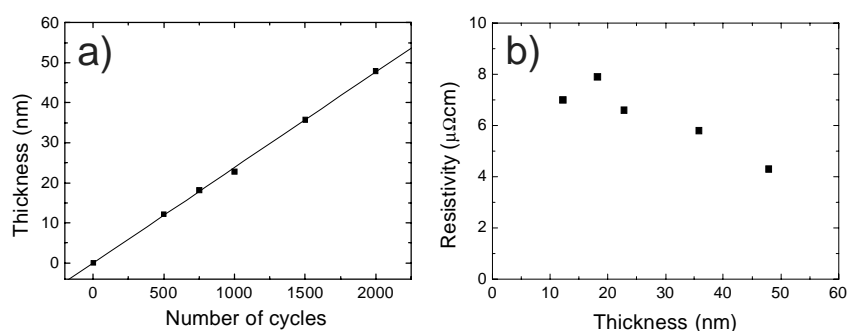 a)
60
50
40
30
20
10
0
Thickness (nm)
0 500 1000 1500 2000
Number of cycles
b)
10
8
6
4
2
0
Resistivity (μΩcm)
0 10 20 30 40 50 60
Thickness (nm)